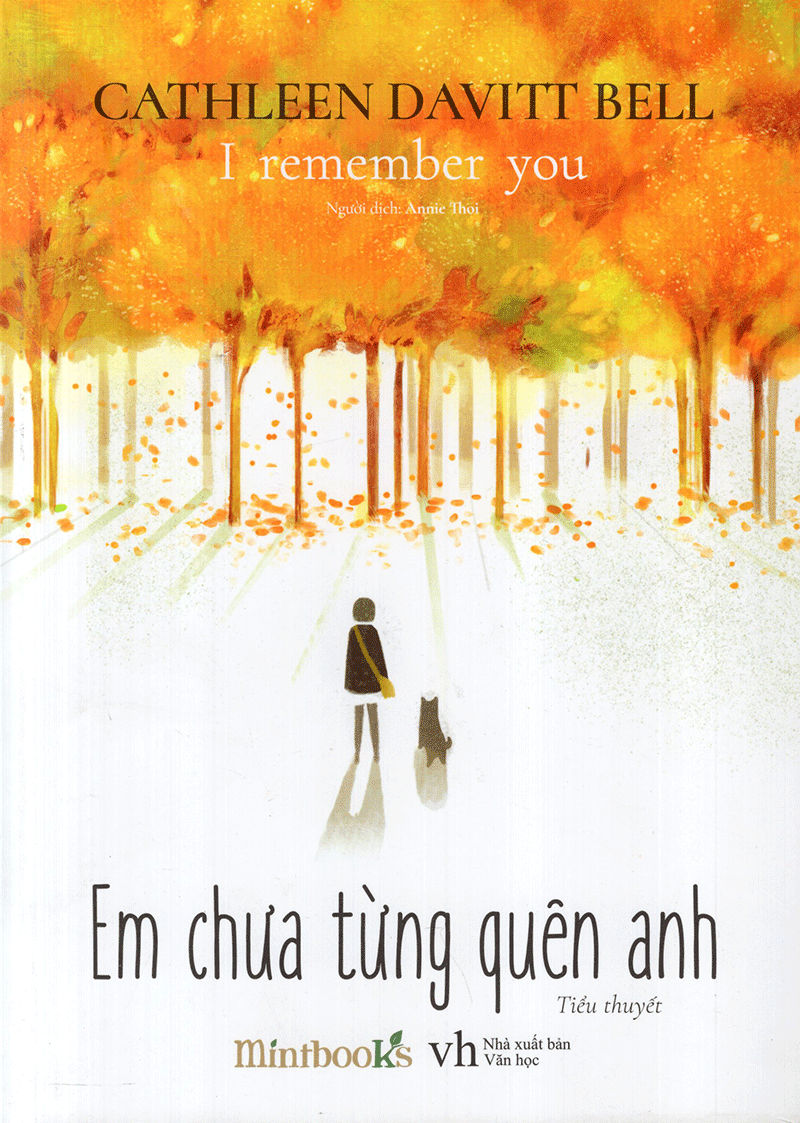 CATHLEEN DAVITT BELL
I remember you
Người dịch: Annie Thoi
Em chưa từng quên anh
Tiểu thuyết
mintbooks
vh Nhà xuất bản
Văn học